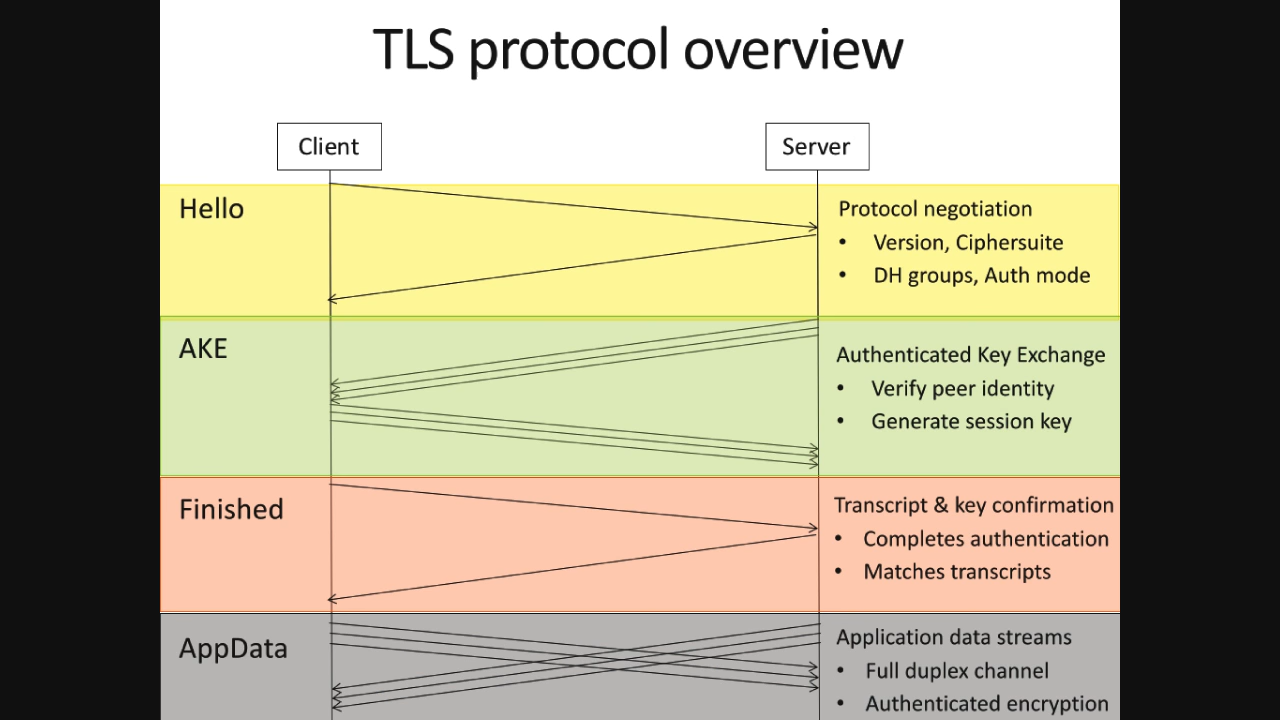 TLS protocol overview
Client
Server
Hello
Protocol negotiation
• Version, Ciphersuite
• DH groups, Auth mode
AKE
Authenticated Key Exchange
• Verify peer identity
• Generate session key
Finished
Transcript & key confirmation
• Completes authentication
• Matches transcripts
AppData
Application data streams
• Full duplex channel
• Authenticated encryption